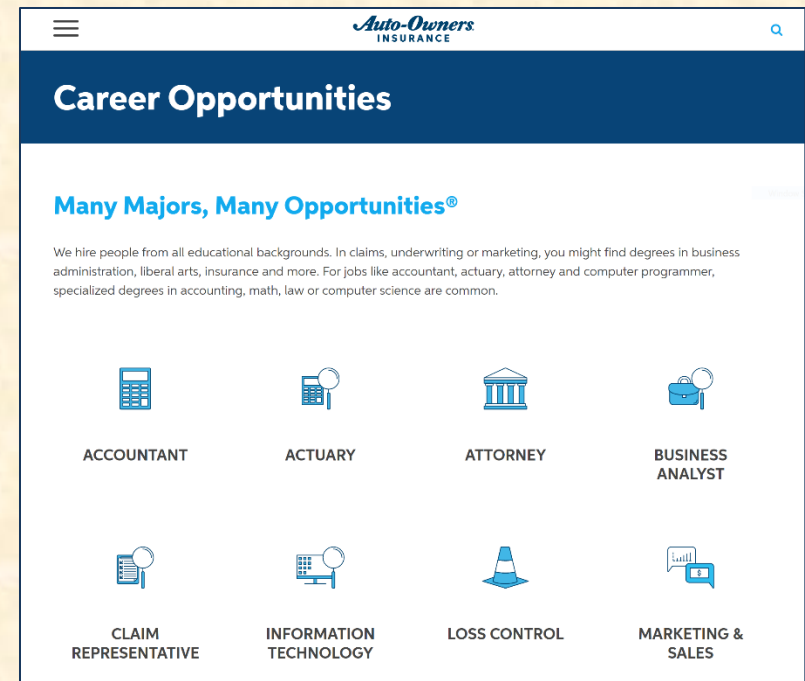 Auto-Owners
INSURANCE
Career Opportunities
Many Majors, Many Opportunities®
We hire people from all educational backgrounds. In claims, underwriting or marketing, you might find degrees in business
administration, liberal arts, insurance and more. For jobs like accountant, actuary, attorney and computer programmer,
specialized degrees in accounting, math, law or computer science are common.
ACCOUNTANT
ACTUARY
ATTORNEY
BUSINESS
ANALYST
$
CLAIM
REPRESENTATIVE
INFORMATION
TECHNOLOGY
LOSS CONTROL
MARKETING &
SALES